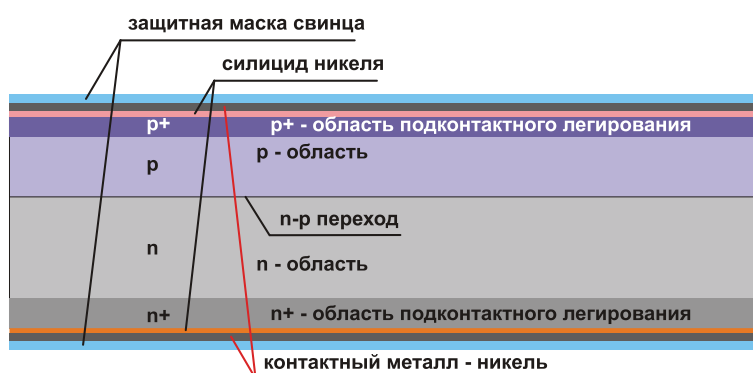 защитная маска свинца
силицид никеля
p+ p+ - область подконтактного легирования
p p - область
n-p переход
n n - область
n+ n+ - область подконтактного легирования
контактный металл - никель